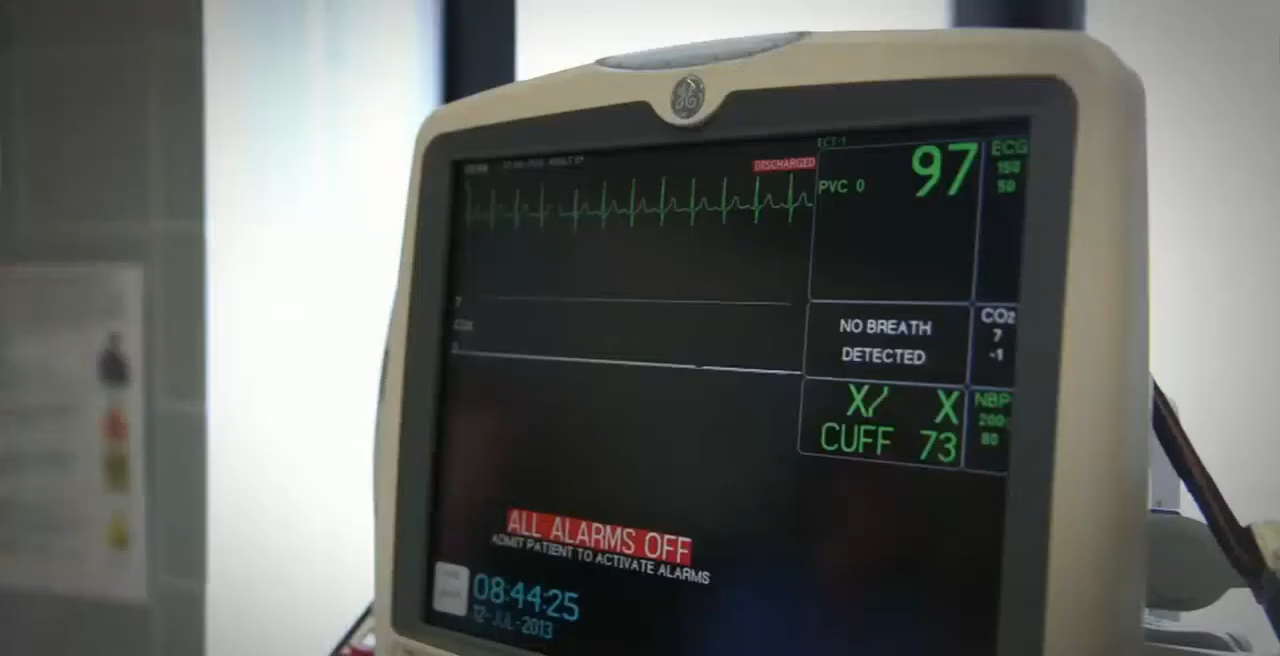 DISCHARGED
PVC 0
97
ECG
150
50
NO BREATH
DETECTED
CO2
7
-1
X/ X
CUFF 73
NBP
200
80
ALL ALARMS OFF
ADMIT PATIENT TO ACTIVATE ALARMS
08:44:25
12-JUL-2013